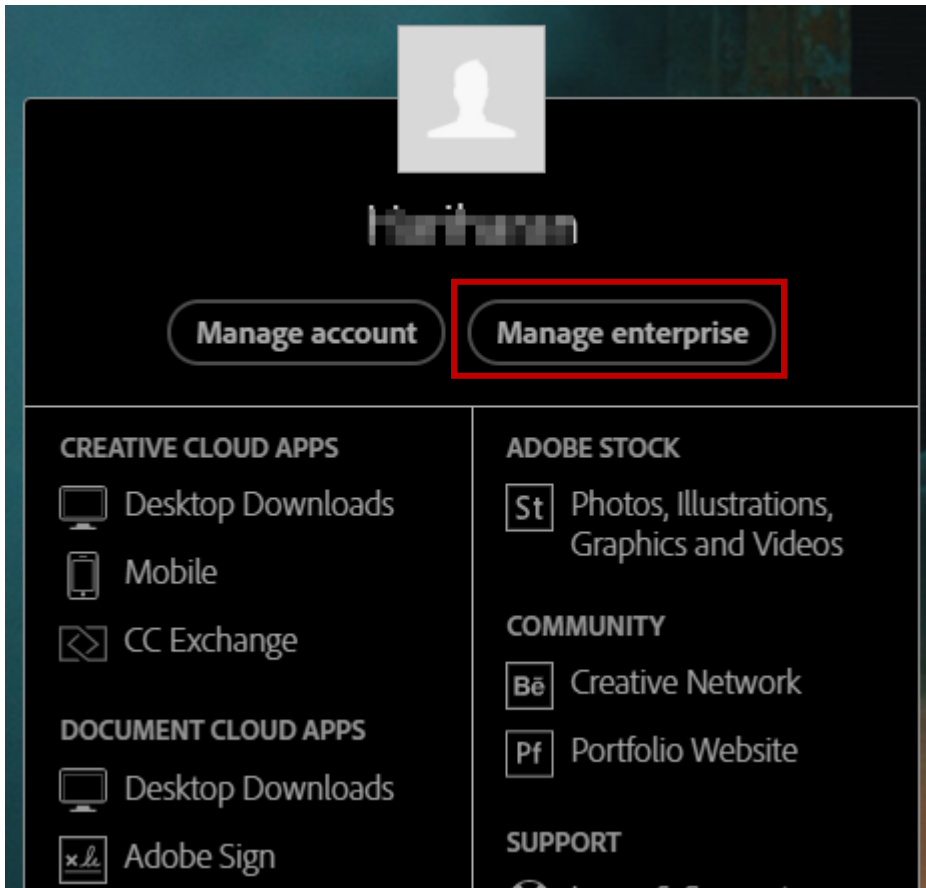 Manage account
Manage enterprise
CREATIVE CLOUD APPS
Desktop Downloads
Mobile
CC Exchange
DOCUMENT CLOUD APPS
Desktop Downloads
Adobe Sign
ADOBE STOCK
St
Photos, Illustrations,
Graphics and Videos
COMMUNITY
Bē
Creative Network
Pf
Portfolio Website
SUPPORT